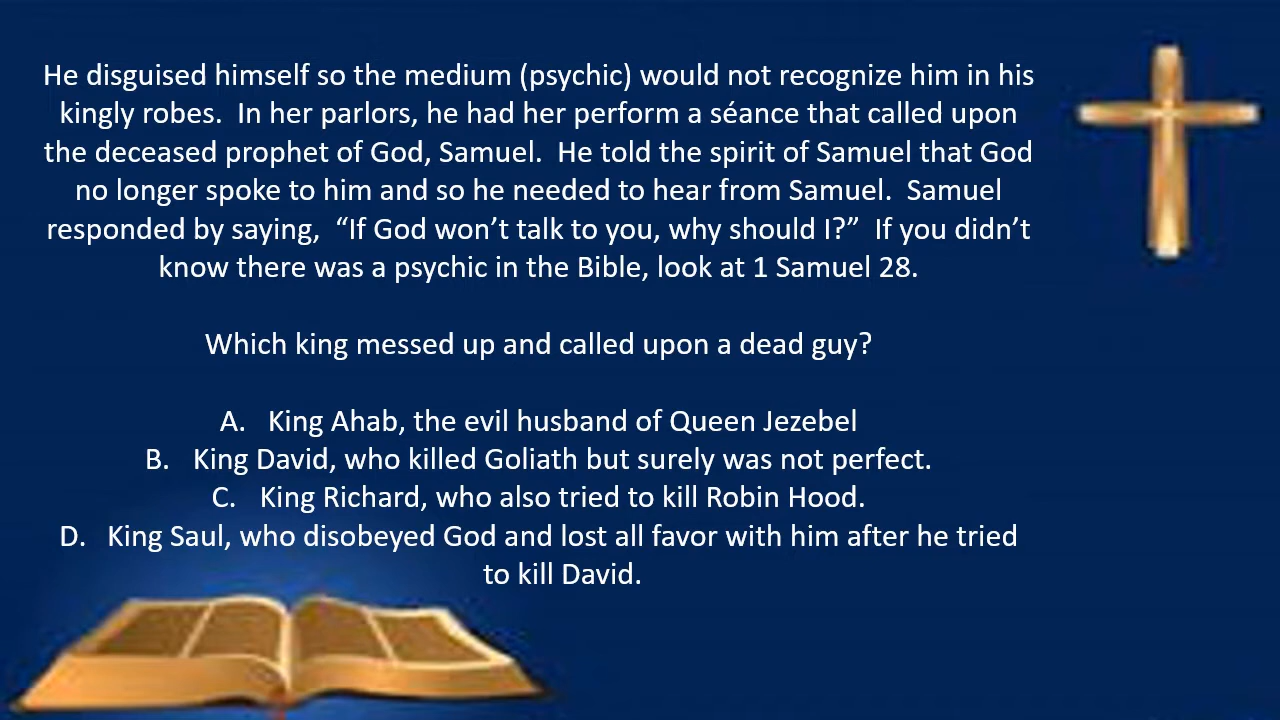 He disguised himself so the medium (psychic) would not recognize him in his
kingly robes.  In her parlors, he had her perform a séance that called upon
the deceased prophet of God, Samuel.  He told the spirit of Samuel that God
no longer spoke to him and so he needed to hear from Samuel.  Samuel
responded by saying,  “If God won’t talk to you, why should I?”  If you didn’t
know there was a psychic in the Bible, look at 1 Samuel 28.
Which king messed up and called upon a dead guy?
A.   King Ahab, the evil husband of Queen Jezebel
B.   King David, who killed Goliath but surely was not perfect.
C.   King Richard, who also tried to kill Robin Hood.
D.   King Saul, who disobeyed God and lost all favor with him after he tried
to kill David.